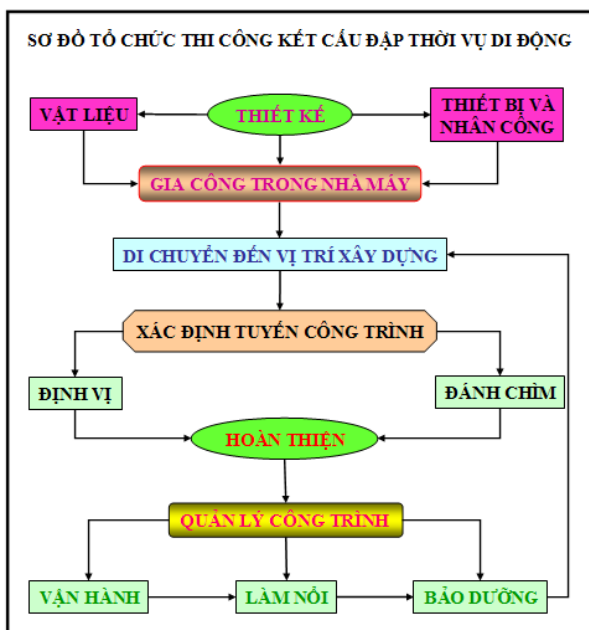 SƠ ĐỒ TỔ CHỨC THI CÔNG KẾT CẤU ĐẬP THỜI VỤ DI ĐỘNG
VẬT LIỆU
THIẾT KẾ
THIẾT BỊ VÀ
NHÂN CÔNG
GIA CÔNG TRONG NHÀ MÁY
DI CHUYỂN ĐẾN VỊ TRÍ XÂY DỰNG
XÁC ĐỊNH TUYẾN CÔNG TRÌNH
ĐỊNH VỊ
ĐÁNH CHÌM
HOÀN THIỆN
QUẢN LÝ CÔNG TRÌNH
VẬN HÀNH
LÀM NỔI
BẢO DƯỠNG